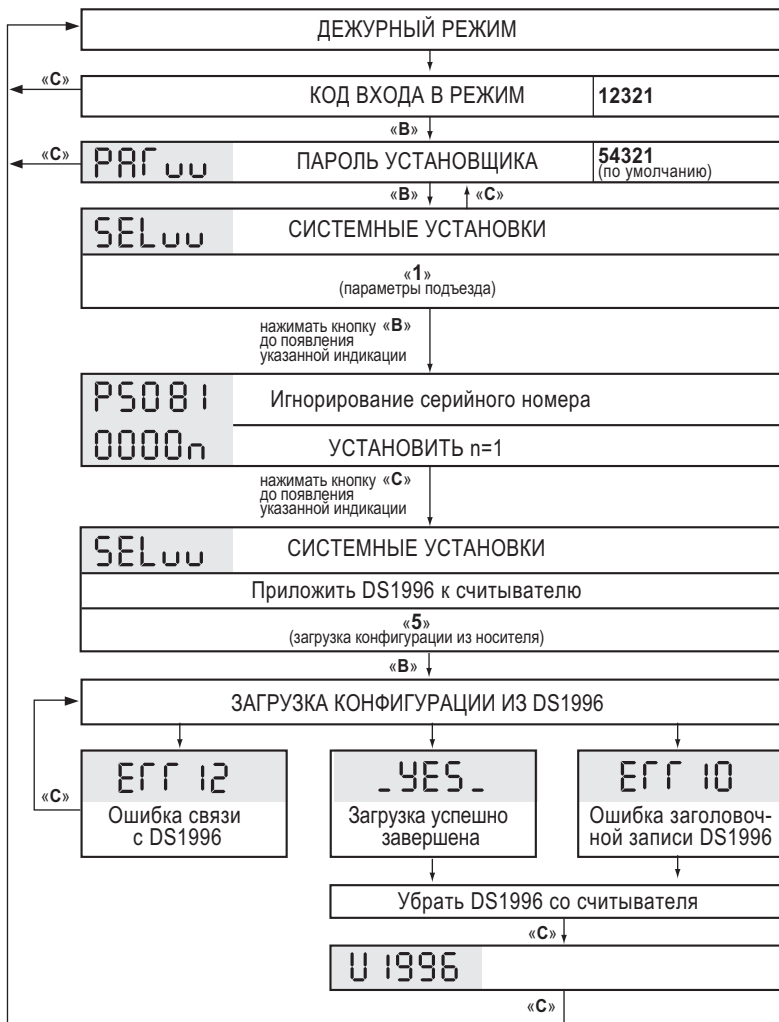 ДЕЖУРНЫЙ РЕЖИМ
«С»
КОД ВХОДА В РЕЖИМ 12321
«В»
«С»
PAГuu ПАРОЛЬ УСТАНОВЩИКА 54321
(по умолчанию)
«В» «С»
SELuu СИСТЕМНЫЕ УСТАНОВКИ
«1»
(параметры подъезда)
нажимать кнопку «В»
до появления
указанной индикации
PS081 Игнорирование серийного номера
0000n УСТАНОВИТЬ n=1
нажимать кнопку «С»
до появления
указанной индикации
SELuu СИСТЕМНЫЕ УСТАНОВКИ
Приложить DS1996 к считывателю
«5»
(загрузка конфигурации из носителя)
«В»
ЗАГРУЗКА КОНФИГУРАЦИИ ИЗ DS1996
«С»
EГГ 12
Ошибка связи
с DS1996
_YES_
Загрузка успешно
завершена
EГГ 10
Ошибка заголовоч-
ной записи DS1996
Убрать DS1996 со считывателя
«С»
U 1996
«С»